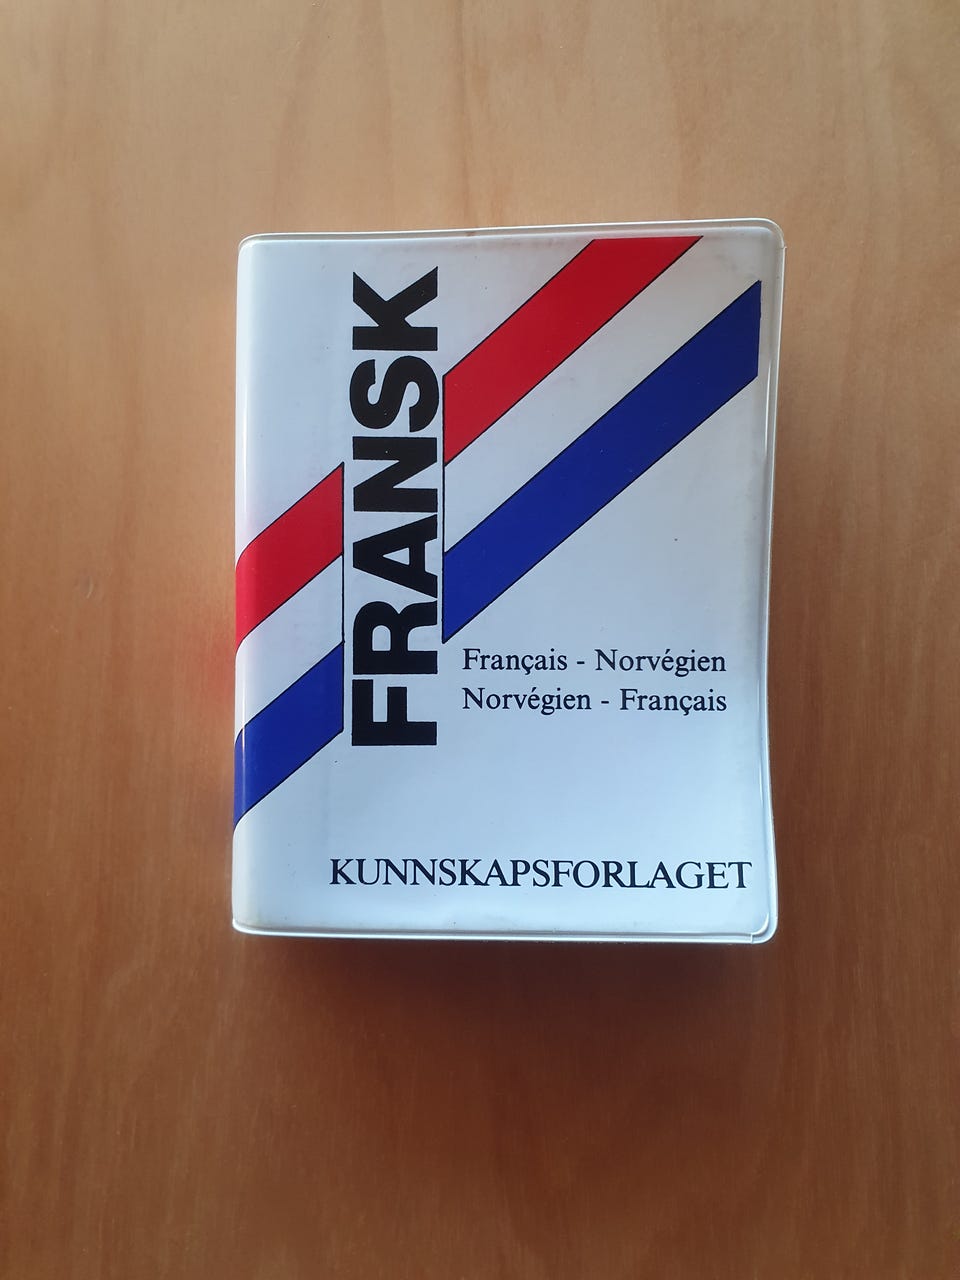 FRANSK
Français - Norvégien
Norvégien - Français
KUNNSKAPSFORLAGET